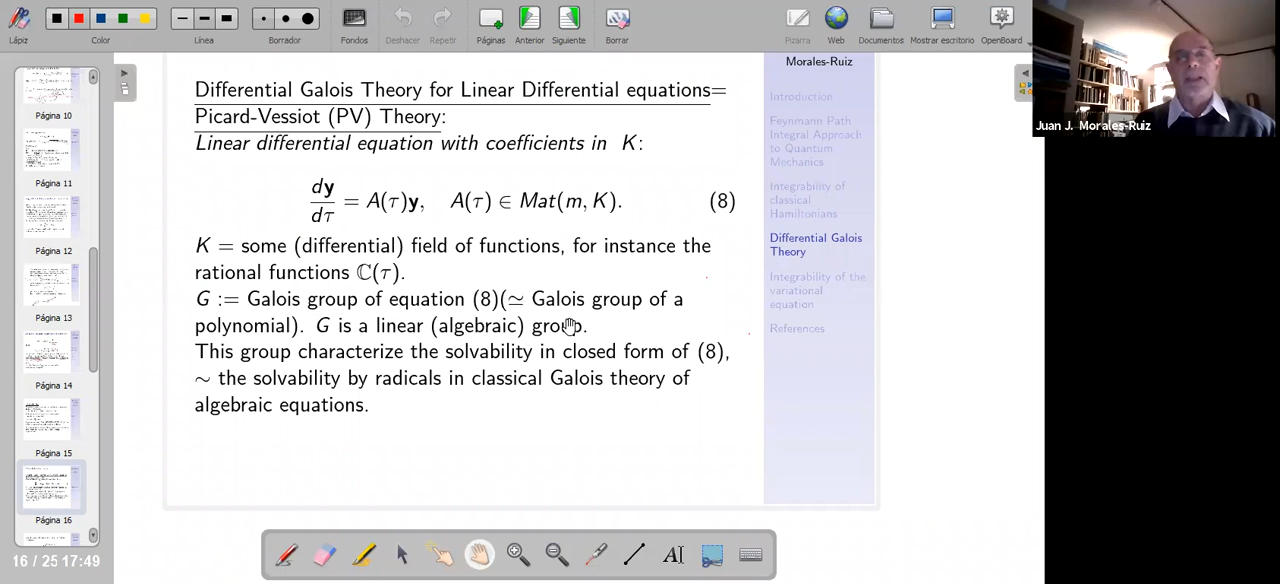 Lápiz
Color
Línea
Borrador
Fondos
Deshacer
Repetir
Páginas
Anterior
Siguiente
Borrar
Pizarra
Web
Documentos
Mostrar escritorio
OpenBoard
Página 10
Página 11
Página 12
Página 13
Página 14
Página 15
Página 16
16 / 25 17:49
Differential Galois Theory for Linear Differential equations=
Picard-Vessiot (PV) Theory:
Linear differential equation with coefficients in K:
dy/dτ = A(τ)y, A(τ) ∈ Mat(m, K). (8)
K = some (differential) field of functions, for instance the
rational functions ℂ(τ).
G := Galois group of equation (8)(≃ Galois group of a
polynomial). G is a linear (algebraic) group.
This group characterize the solvability in closed form of (8),
∼ the solvability by radicals in classical Galois theory of
algebraic equations.
Morales-Ruiz
Introduction
Feynmann Path
Integral Approach
to Quantum
Mechanics
Integrability of
classical
Hamiltonians
Differential Galois
Theory
Integrability of the
variational
equation
References
Juan J. Morales-Ruiz